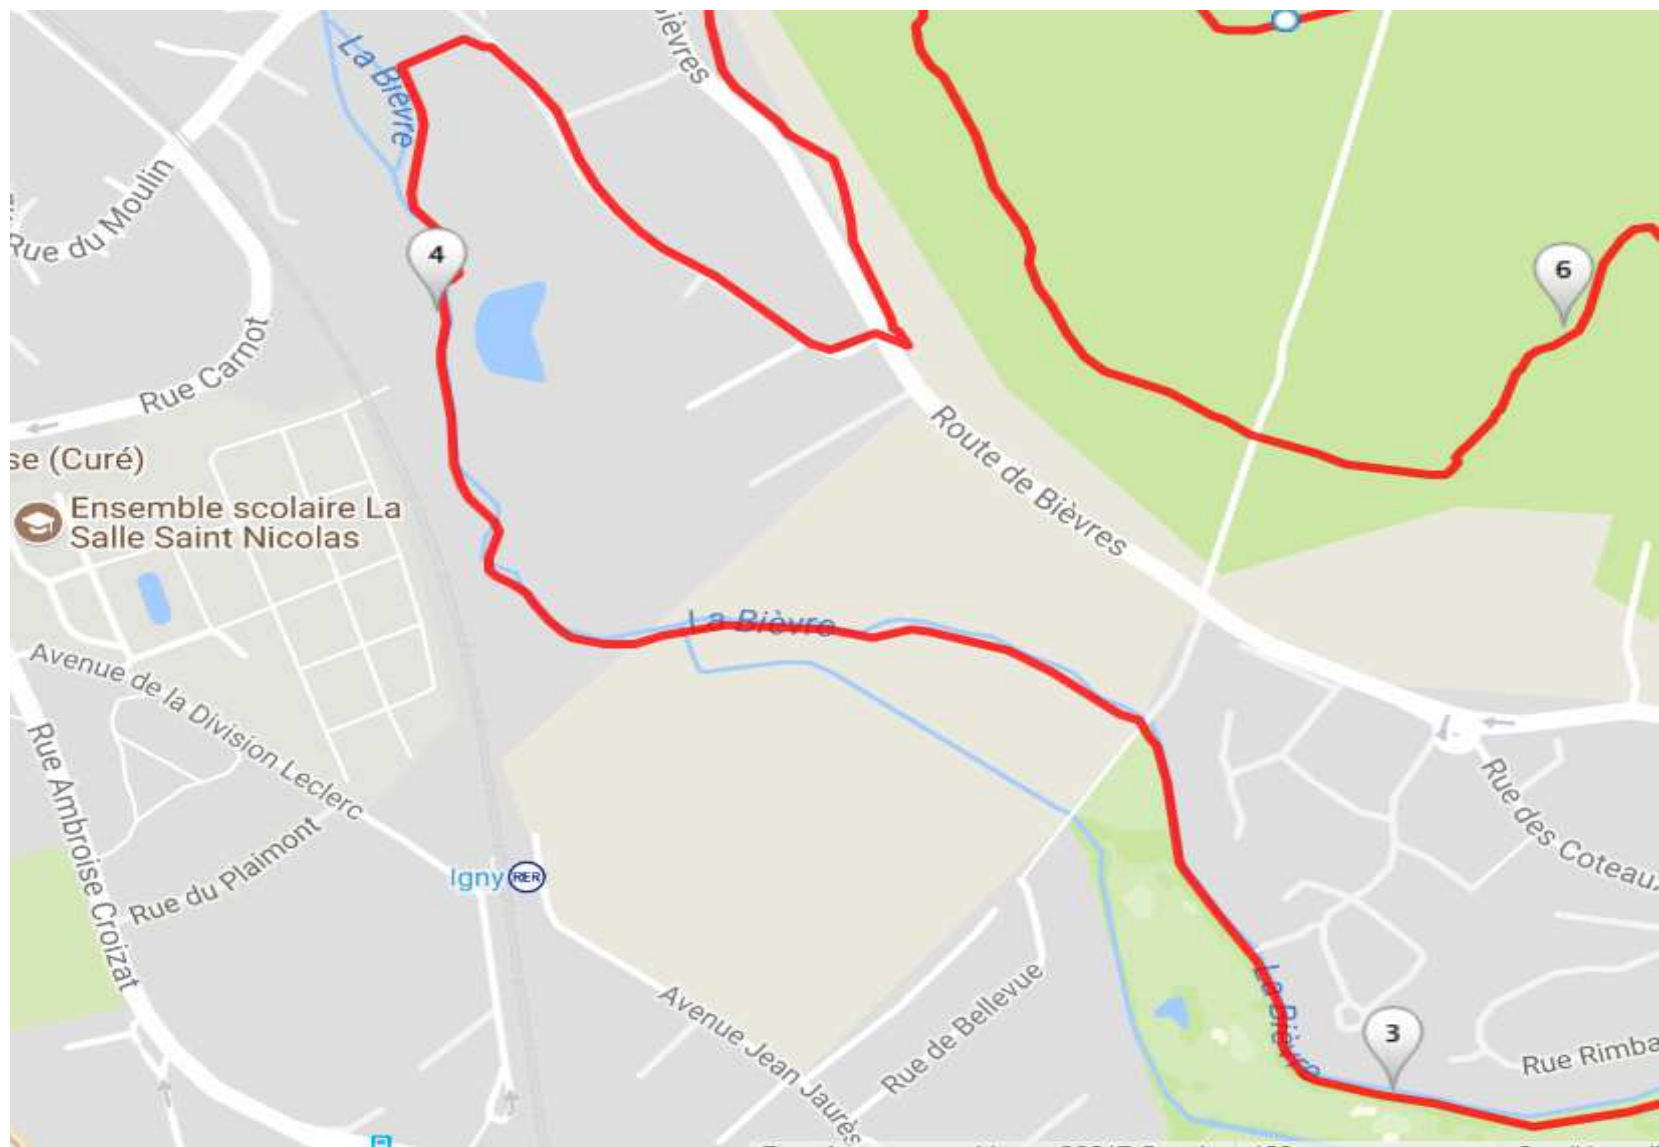 La Bièvre
Bièvres
Rue du Moulin
4
6
Rue Carnot
Route de Bièvres
se (Curé)
Ensemble scolaire La
Salle Saint Nicolas
La Bièvre
Avenue de la Division Leclerc
Rue Ambroise Croizat
Rue du Plaimont
Igny RER
Rue des Coteaux
La Bièvre
Avenue Jean Jaurès
Rue de Bellevue
3
Rue Rimba